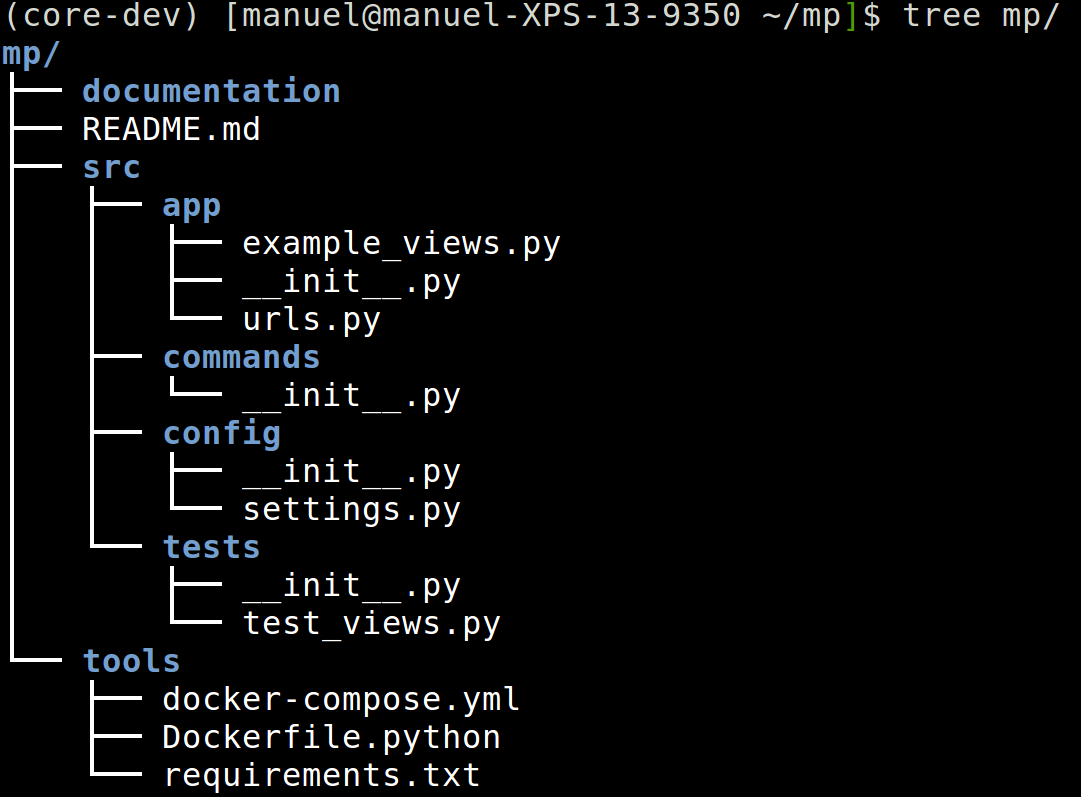 (core-dev) [manuel@manuel-XPS-13-9350 ~/mp]$ tree mp/
mp/
├── documentation
├── README.md
├── src
│   ├── app
│   │   ├── example_views.py
│   │   ├── __init__.py
│   │   └── urls.py
│   ├── commands
│   │   └── __init__.py
│   ├── config
│   │   ├── __init__.py
│   │   └── settings.py
│   └── tests
│       ├── __init__.py
│       └── test_views.py
└── tools
    ├── docker-compose.yml
    ├── Dockerfile.python
    └── requirements.txt